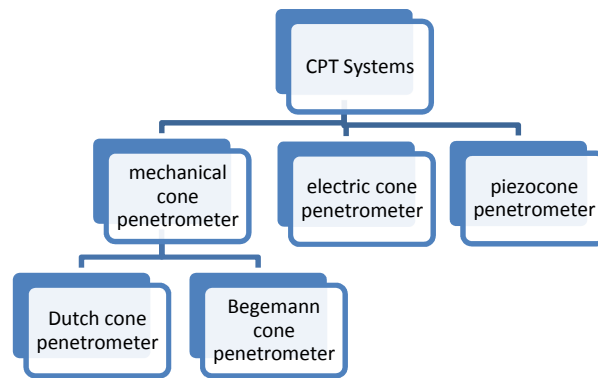 CPT Systems
mechanical
cone
penetrometer
electric cone
penetrometer
piezocone
penetrometer
Dutch cone
penetrometer
Begemann
cone
penetrometer